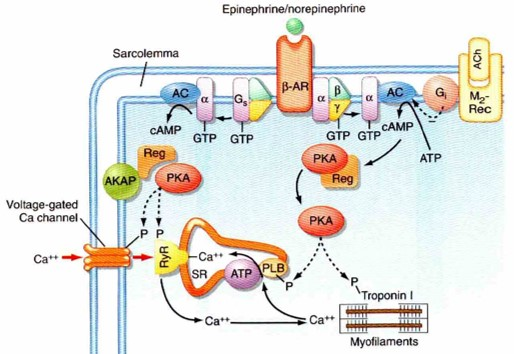 Epinephrine/norepinephrine
Sarcolemma
ACh
AC
α
Gs
β-AR
α
β
γ
α
AC
Gi
M2-
Rec
cAMP
GTP
GTP
GTP
GTP
cAMP
ATP
Reg
AKAP
PKA
PKA
Reg
Voltage-gated
Ca channel
P
P
PKA
Ca++
RyR
Ca++
SR
ATP
PLB
P
P
Troponin I
Ca++
Ca++
Myofilaments